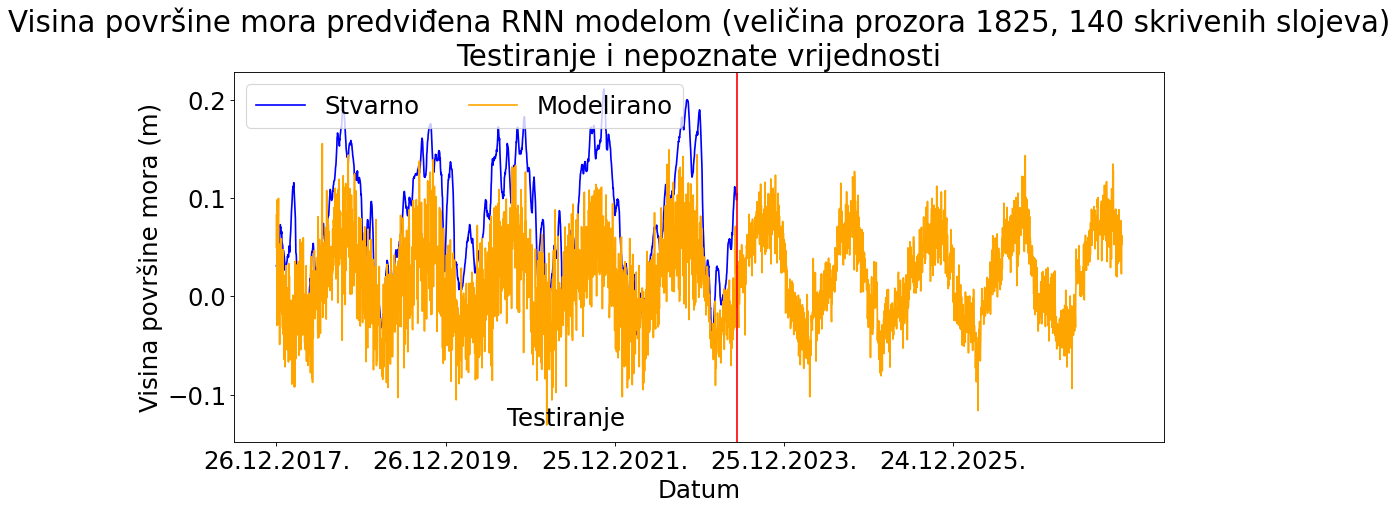 Visina površine mora predviđena RNN modelom (veličina prozora 1825, 140 skrivenih slojeva)
Testiranje i nepoznate vrijednosti
Stvarno
Modelirano
Visina površine mora (m)
0.2
0.1
0.0
−0.1
Testiranje
26.12.2017.
26.12.2019.
25.12.2021.
25.12.2023.
24.12.2025.
Datum